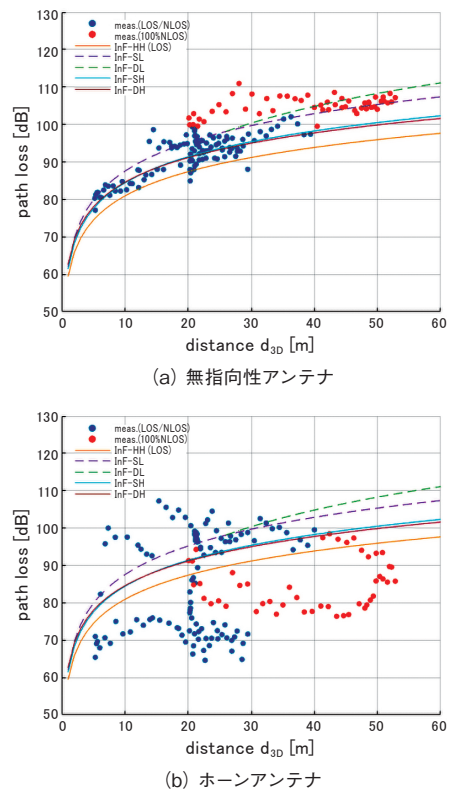 130
120
110
100
90
80
70
60
50
path loss [dB]
meas.(LOS/NLOS)
meas.(100%NLOS)
InF-HH (LOS)
InF-SL
InF-DL
InF-SH
InF-DH
0 10 20 30 40 50 60
distance d3D [m]
(a) 無指向性アンテナ
130
120
110
100
90
80
70
60
50
path loss [dB]
meas.(LOS/NLOS)
meas.(100%NLOS)
InF-HH (LOS)
InF-SL
InF-DL
InF-SH
InF-DH
0 10 20 30 40 50 60
distance d3D [m]
(b) ホーンアンテナ